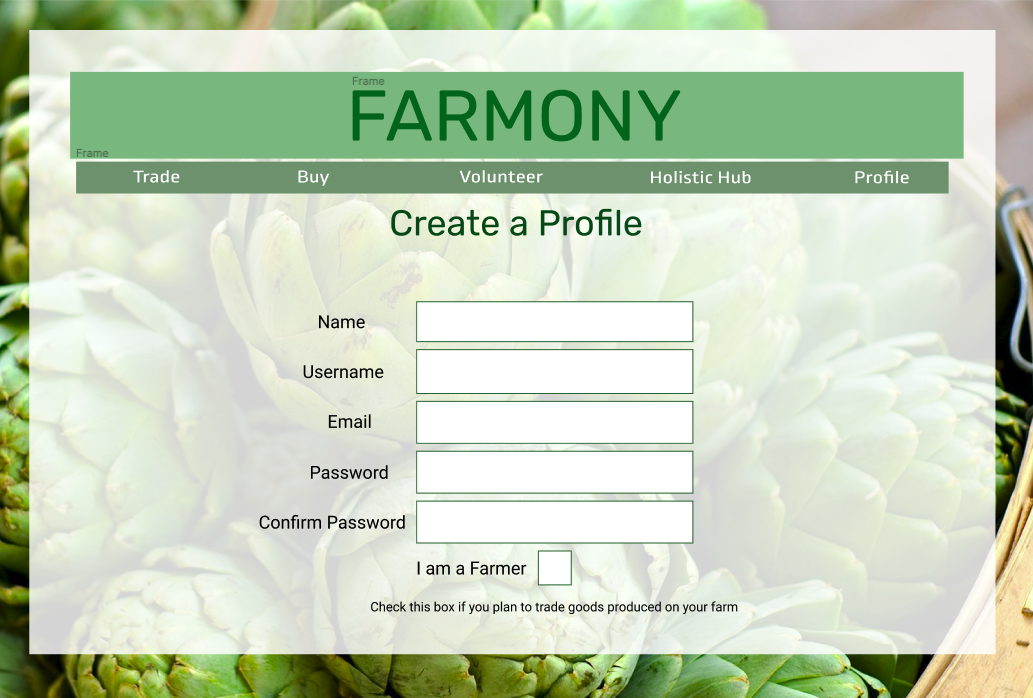 Frame
FARMONY
Frame
Trade Buy Volunteer Holistic Hub Profile
Create a Profile
Name
Username
Email
Password
Confirm Password
I am a Farmer
Check this box if you plan to trade goods produced on your farm